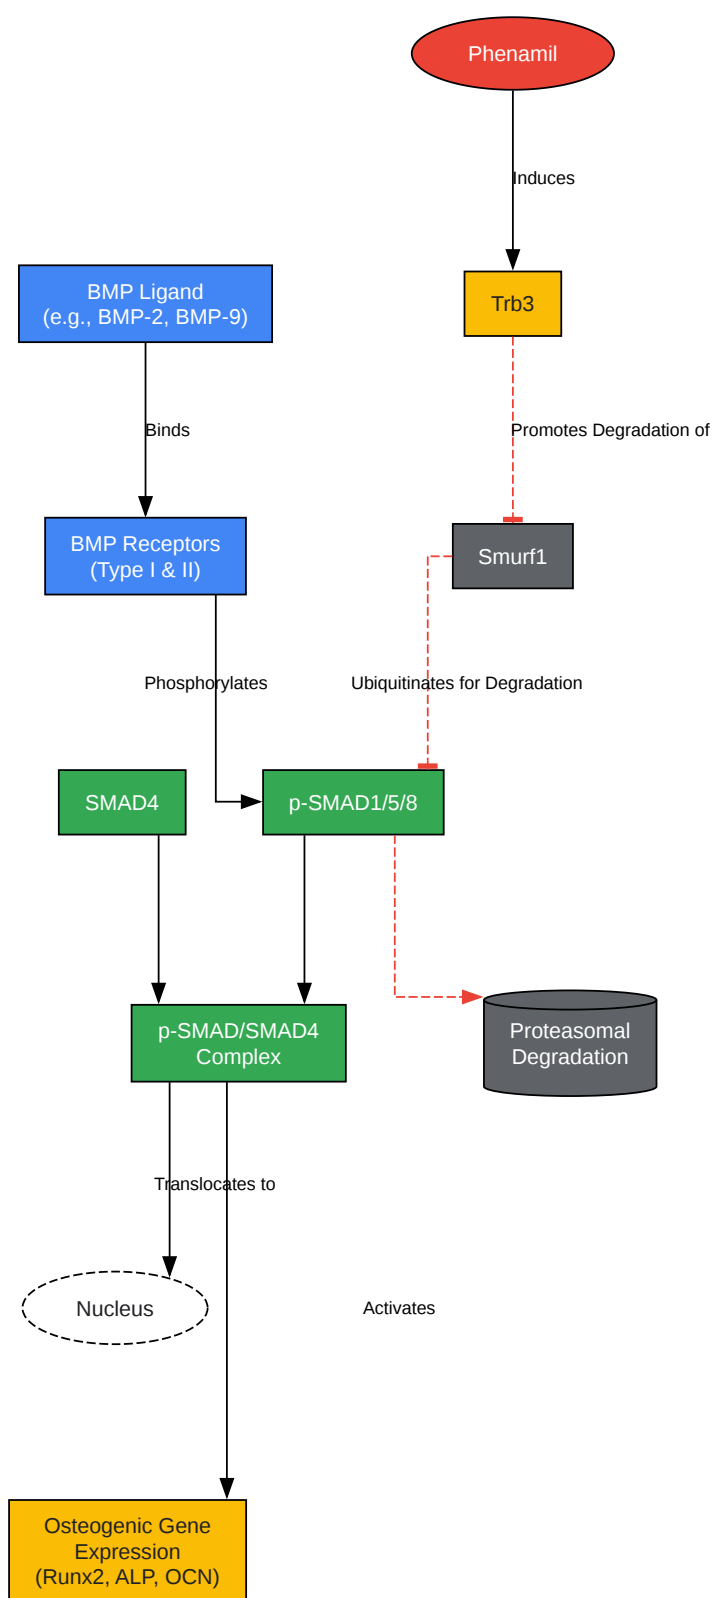 Phenamil
Induces
BMP Ligand
(e.g., BMP-2, BMP-9)
Trb3
Binds
Promotes Degradation of
BMP Receptors
(Type I & II)
Smurf1
Phosphorylates
Ubiquitinates for Degradation
SMAD4
p-SMAD1/5/8
p-SMAD/SMAD4
Complex
Proteasomal
Degradation
Translocates to
Nucleus
Activates
Osteogenic Gene
Expression
(Runx2, ALP, OCN)